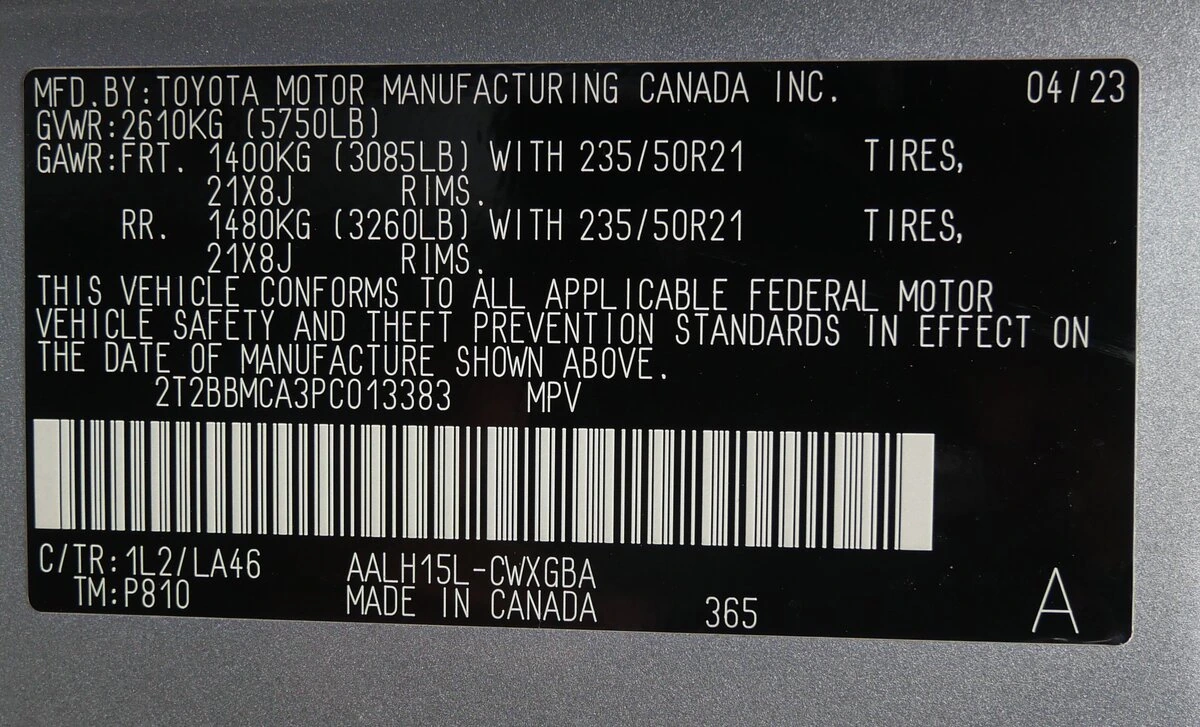 MFD.BY:TOYOTA MOTOR MANUFACTURING CANADA INC. 04/23
GVWR:2610KG (5750LB)
GAWR:FRT. 1400KG (3085LB) WITH 235/50R21 TIRES,
21X8J RIMS.
RR. 1480KG (3260LB) WITH 235/50R21 TIRES,
21X8J RIMS.
THIS VEHICLE CONFORMS TO ALL APPLICABLE FEDERAL MOTOR
VEHICLE SAFETY AND THEFT PREVENTION STANDARDS IN EFFECT ON
THE DATE OF MANUFACTURE SHOWN ABOVE.
2T2BBMCA3PC013383 MPV
C/TR:1L2/LA46 AALH15L-CWXGBA
TM:P810 MADE IN CANADA 365 A